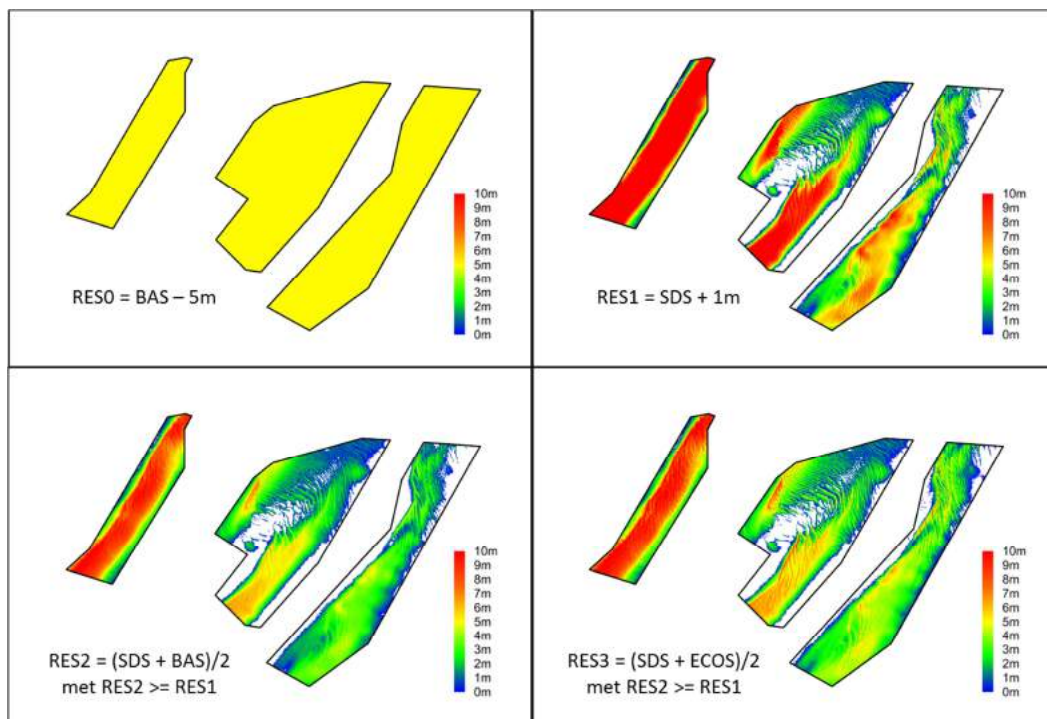 10m
9m
8m
7m
6m
5m
4m
3m
2m
1m
0m
RES0 = BAS – 5m
10m
9m
8m
7m
6m
5m
4m
3m
2m
1m
0m
RES1 = SDS + 1m
10m
9m
8m
7m
6m
5m
4m
3m
2m
1m
0m
RES2 = (SDS + BAS)/2
met RES2 >= RES1
10m
9m
8m
7m
6m
5m
4m
3m
2m
1m
0m
RES3 = (SDS + ECOS)/2
met RES2 >= RES1